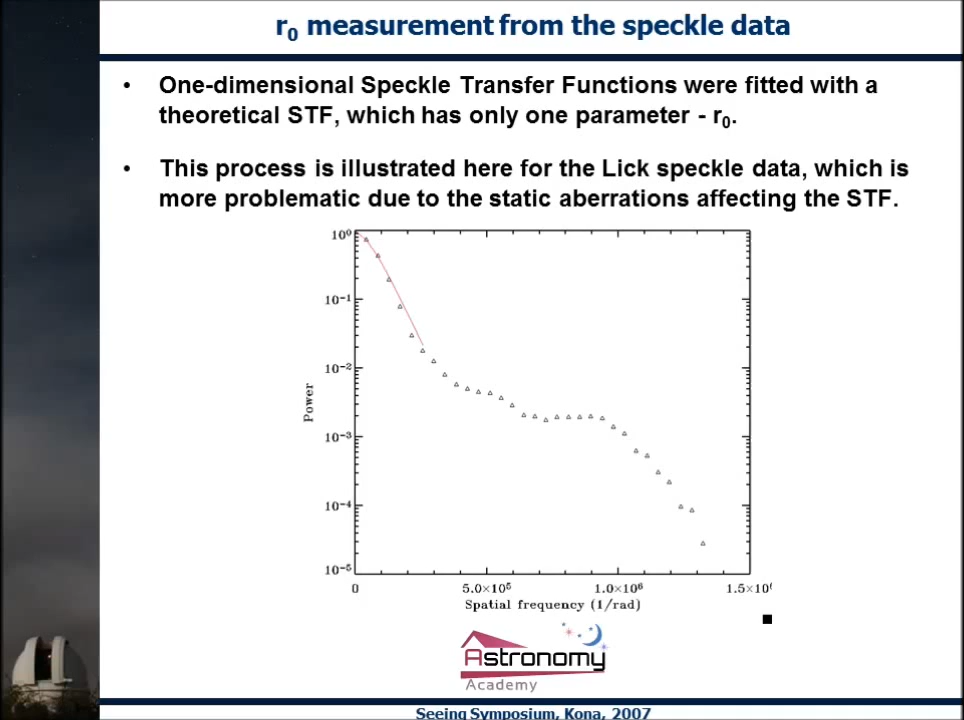 r₀ measurement from the speckle data
• One-dimensional Speckle Transfer Functions were fitted with a
theoretical STF, which has only one parameter - r₀.
• This process is illustrated here for the Lick speckle data, which is
more problematic due to the static aberrations affecting the STF.
10⁰
10⁻¹
10⁻²
10⁻³
10⁻⁴
10⁻⁵
Power
0 5.0×10⁵ 1.0×10⁶ 1.5×10⁶
Spatial frequency (1/rad)
Astronomy
Academy
Seeing Symposium, Kona, 2007